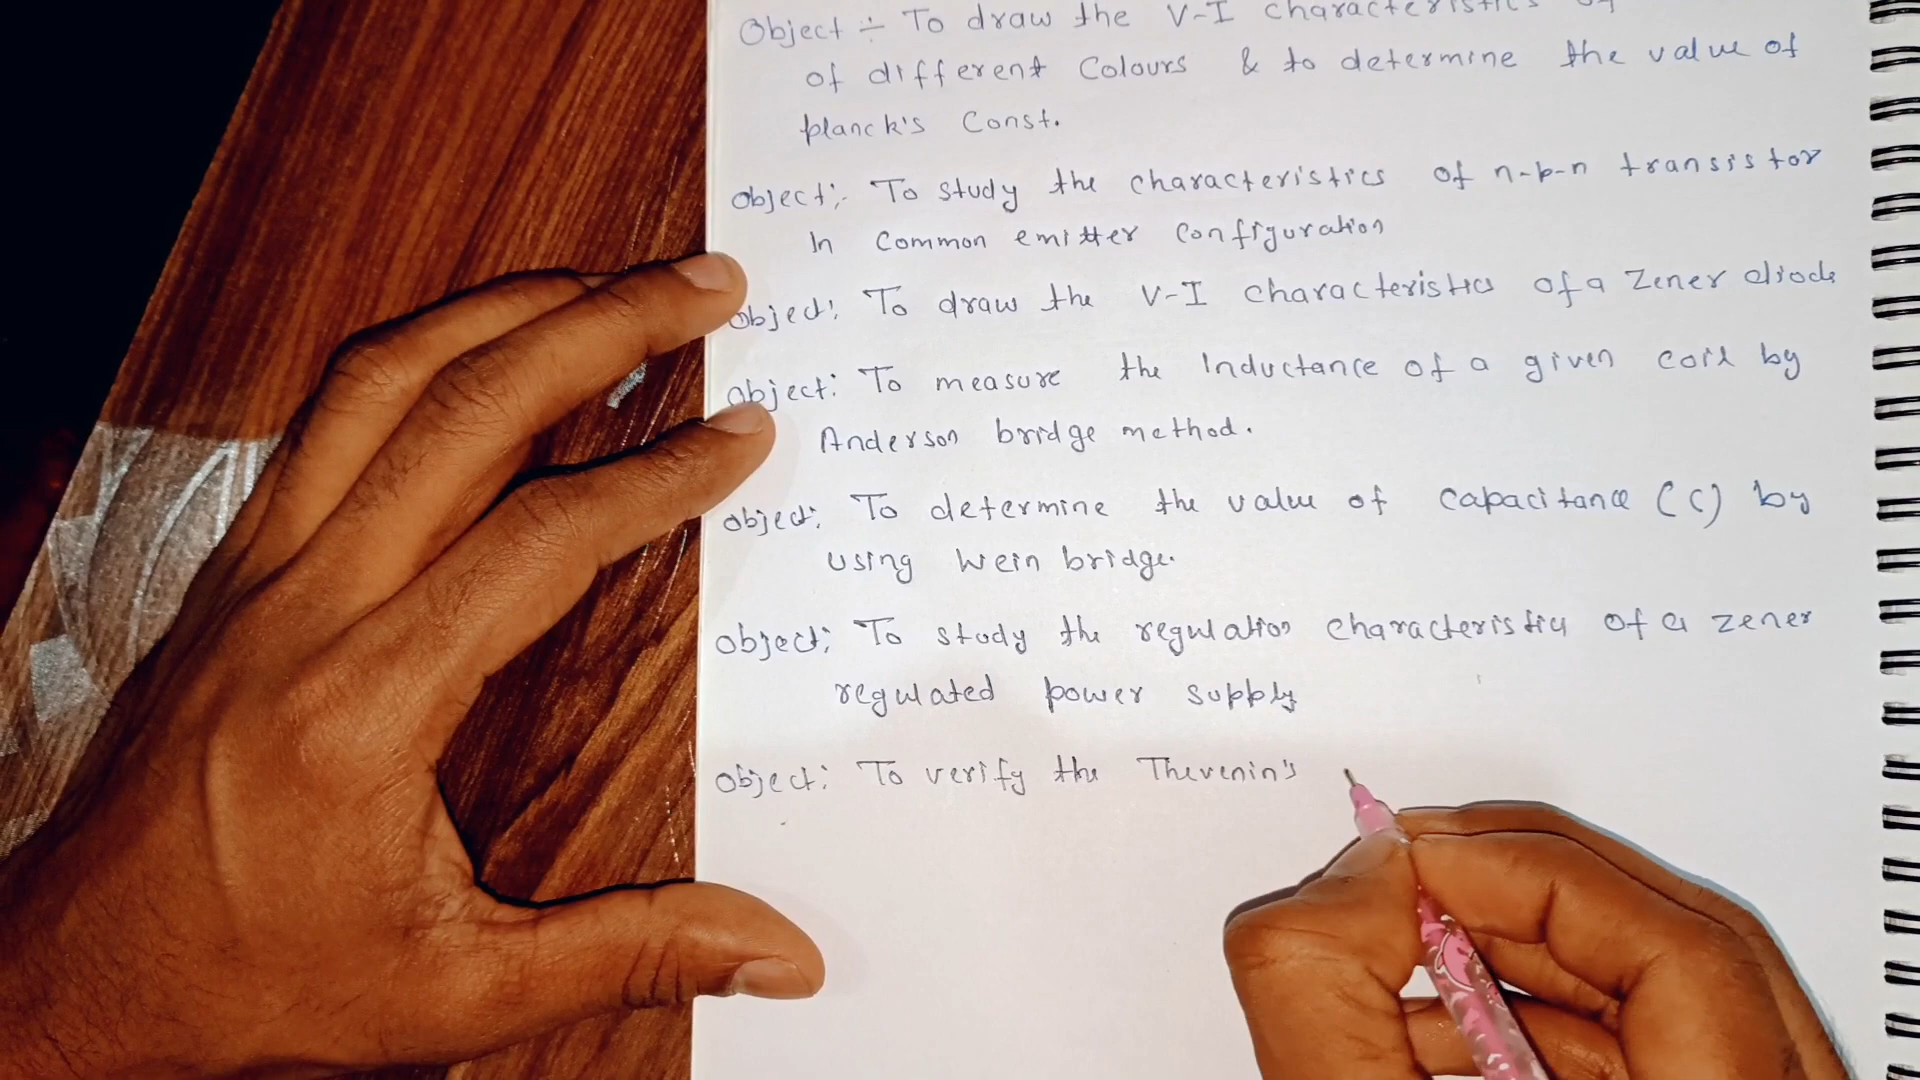 Object ÷ To draw the V-I characteristics of
of different Colours & to determine the value of
planck's Const.
Object:- To study the characteristics of n-p-n transistor
In Common emitter Configuration
Object: To draw the V-I characteristics of a Zener diode
Object: To measure the Inductance of a given coil by
Anderson bridge method.
Object: To determine the value of Capacitance (C) by
using Wein bridge.
Object: To study the regulation characteristics of a zener
regulated power supply
Object: To verify the Thevenin's